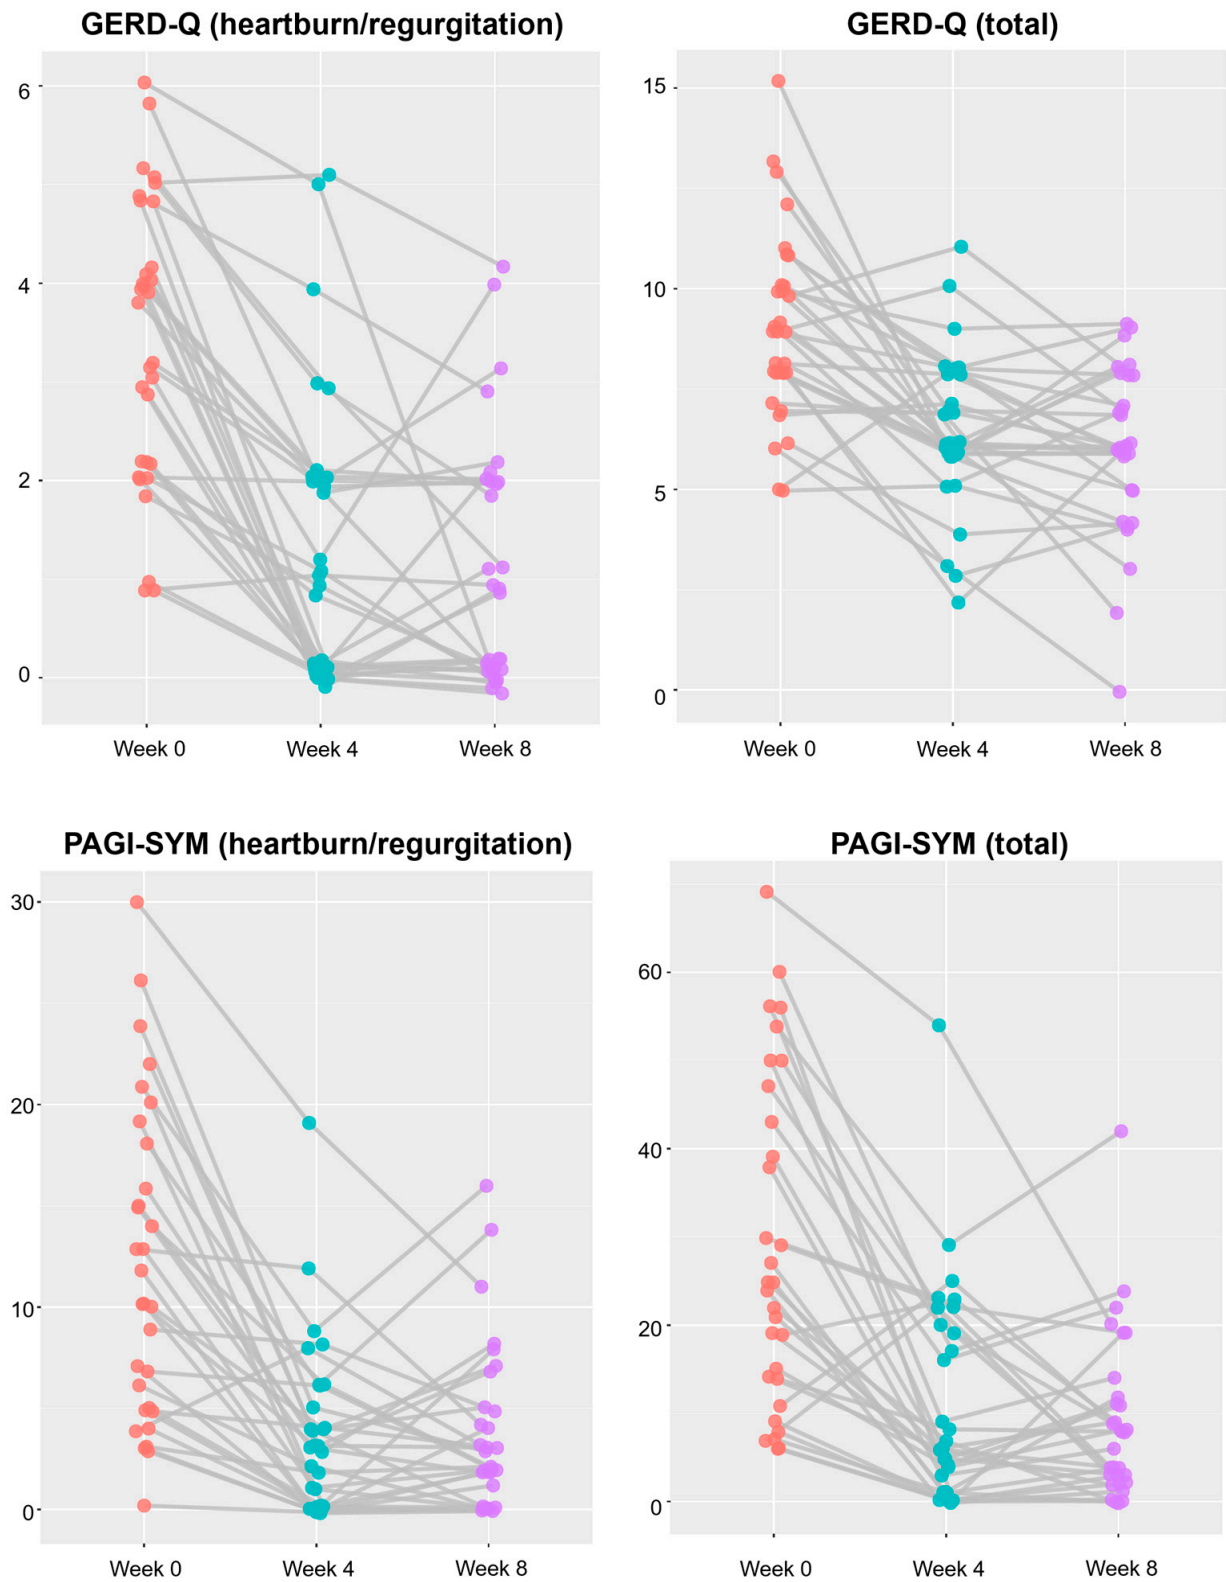 GERD-Q (heartburn/regurgitation)
6
4
2
0
Week 0 Week 4 Week 8
GERD-Q (total)
15
10
5
0
Week 0 Week 4 Week 8
PAGI-SYM (heartburn/regurgitation)
30
20
10
0
Week 0 Week 4 Week 8
PAGI-SYM (total)
60
40
20
0
Week 0 Week 4 Week 8